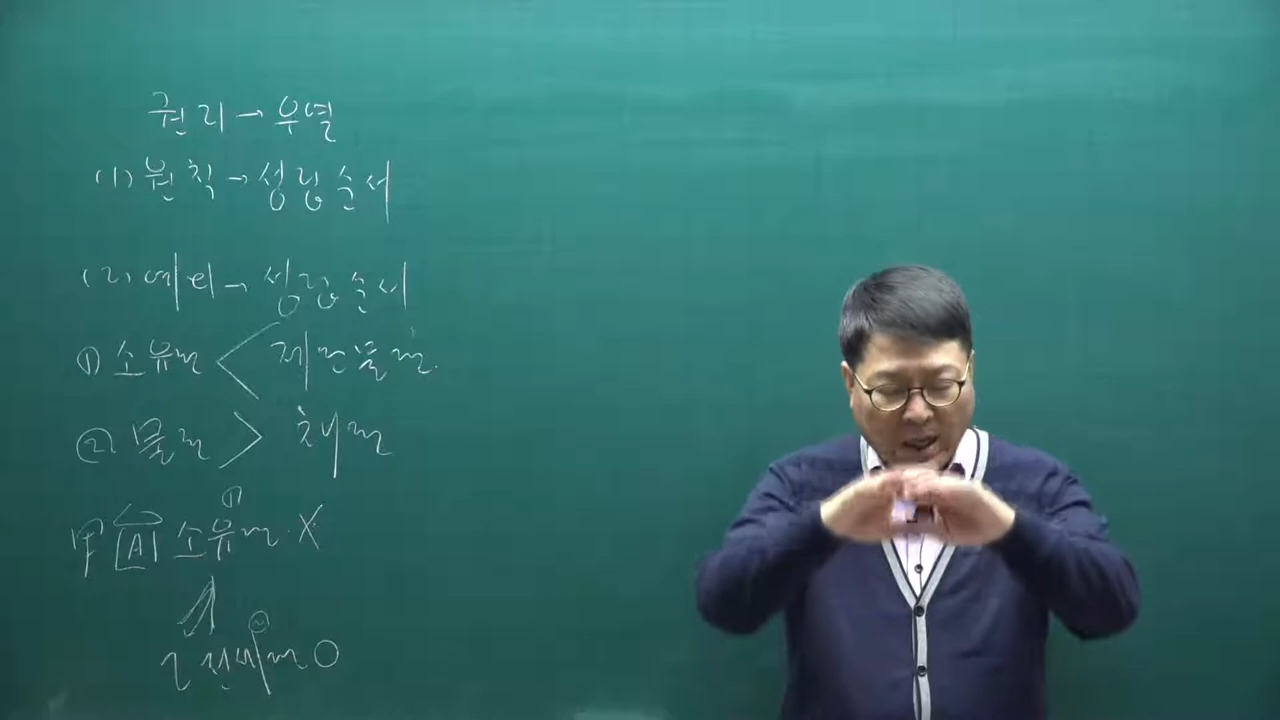 권리→우열
(1) 원칙→성립순서
(2) 예외→성립순서
① 소유권 < 제한물권.
② 물권 > 채권
①
甲 A 소유권. X
②
乙 전세권 O